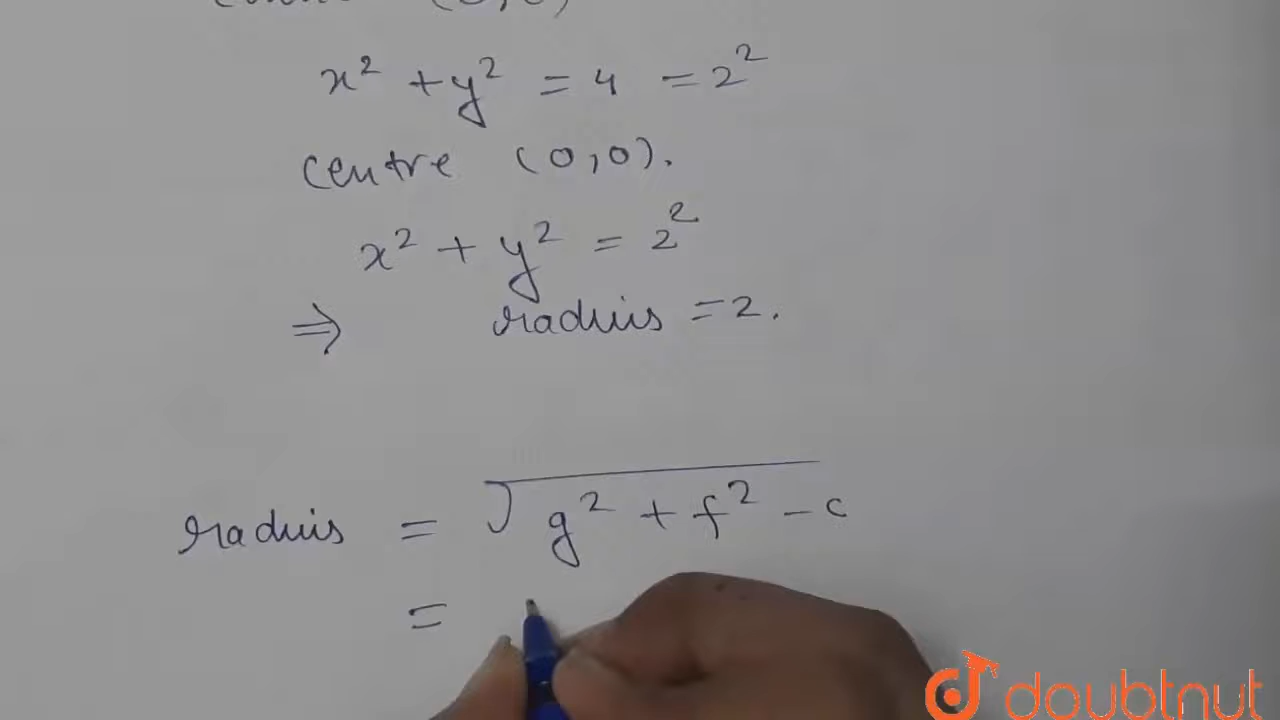 x² + y² = 4 = 2²
centre (0,0).
x² + y² = 2²
⇒ radius = 2.
radius = √g² + f² - c
=
doubtnut